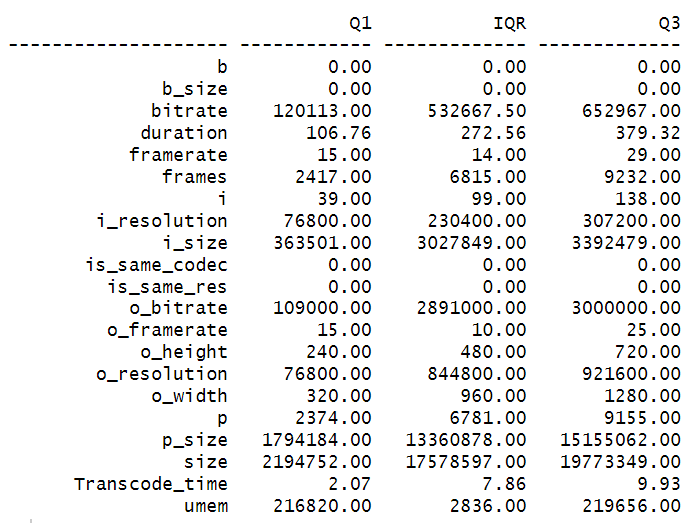 Q1 IQR Q3
-------------------- ------------ ------------- -------------
b 0.00 0.00 0.00
b_size 0.00 0.00 0.00
bitrate 120113.00 532667.50 652967.00
duration 106.76 272.56 379.32
framerate 15.00 14.00 29.00
frames 2417.00 6815.00 9232.00
i 39.00 99.00 138.00
i_resolution 76800.00 230400.00 307200.00
i_size 363501.00 3027849.00 3392479.00
is_same_codec 0.00 0.00 0.00
is_same_res 0.00 0.00 0.00
o_bitrate 109000.00 2891000.00 3000000.00
o_framerate 15.00 10.00 25.00
o_height 240.00 480.00 720.00
o_resolution 76800.00 844800.00 921600.00
o_width 320.00 960.00 1280.00
p 2374.00 6781.00 9155.00
p_size 1794184.00 13360878.00 15155062.00
size 2194752.00 17578597.00 19773349.00
Transcode_time 2.07 7.86 9.93
umem 216820.00 2836.00 219656.00